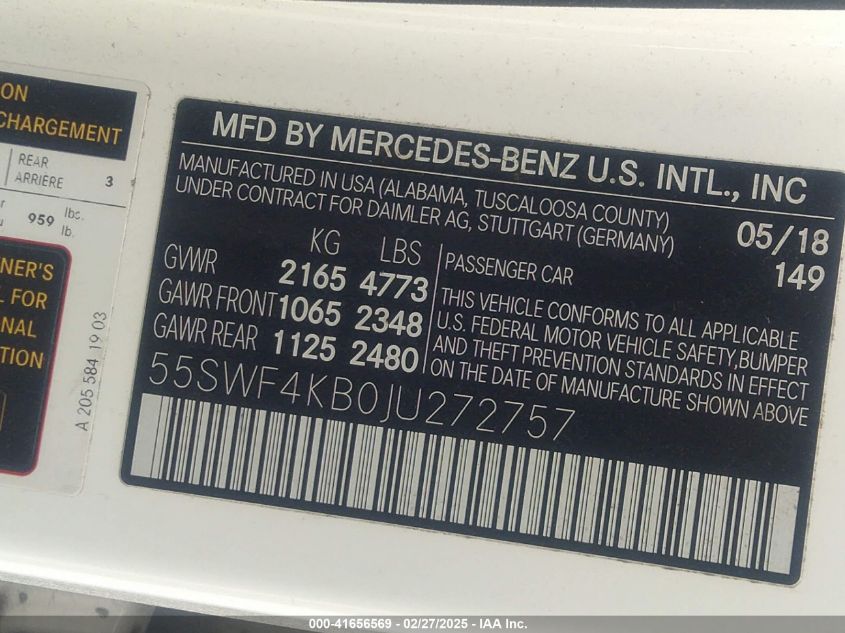 ON
CHARGEMENT
REAR
ARRIÈRE 3
959 lbs.
lb.
NER'S
L FOR
ONAL
TION
A 205 584 19 03
MFD BY MERCEDES-BENZ U.S. INTL., INC
MANUFACTURED IN USA (ALABAMA, TUSCALOOSA COUNTY)
UNDER CONTRACT FOR DAIMLER AG, STUTTGART (GERMANY)
05/18
149
KG LBS
GVWR 2165 4773
GAWR FRONT 1065 2348
GAWR REAR 1125 2480
PASSENGER CAR
THIS VEHICLE CONFORMS TO ALL APPLICABLE
U.S. FEDERAL MOTOR VEHICLE SAFETY, BUMPER
AND THEFT PREVENTION STANDARDS IN EFFECT
ON THE DATE OF MANUFACTURE SHOWN ABOVE
55SWF4KB0JU272757
000-41656569 - 02/27/2025 - IAA Inc.